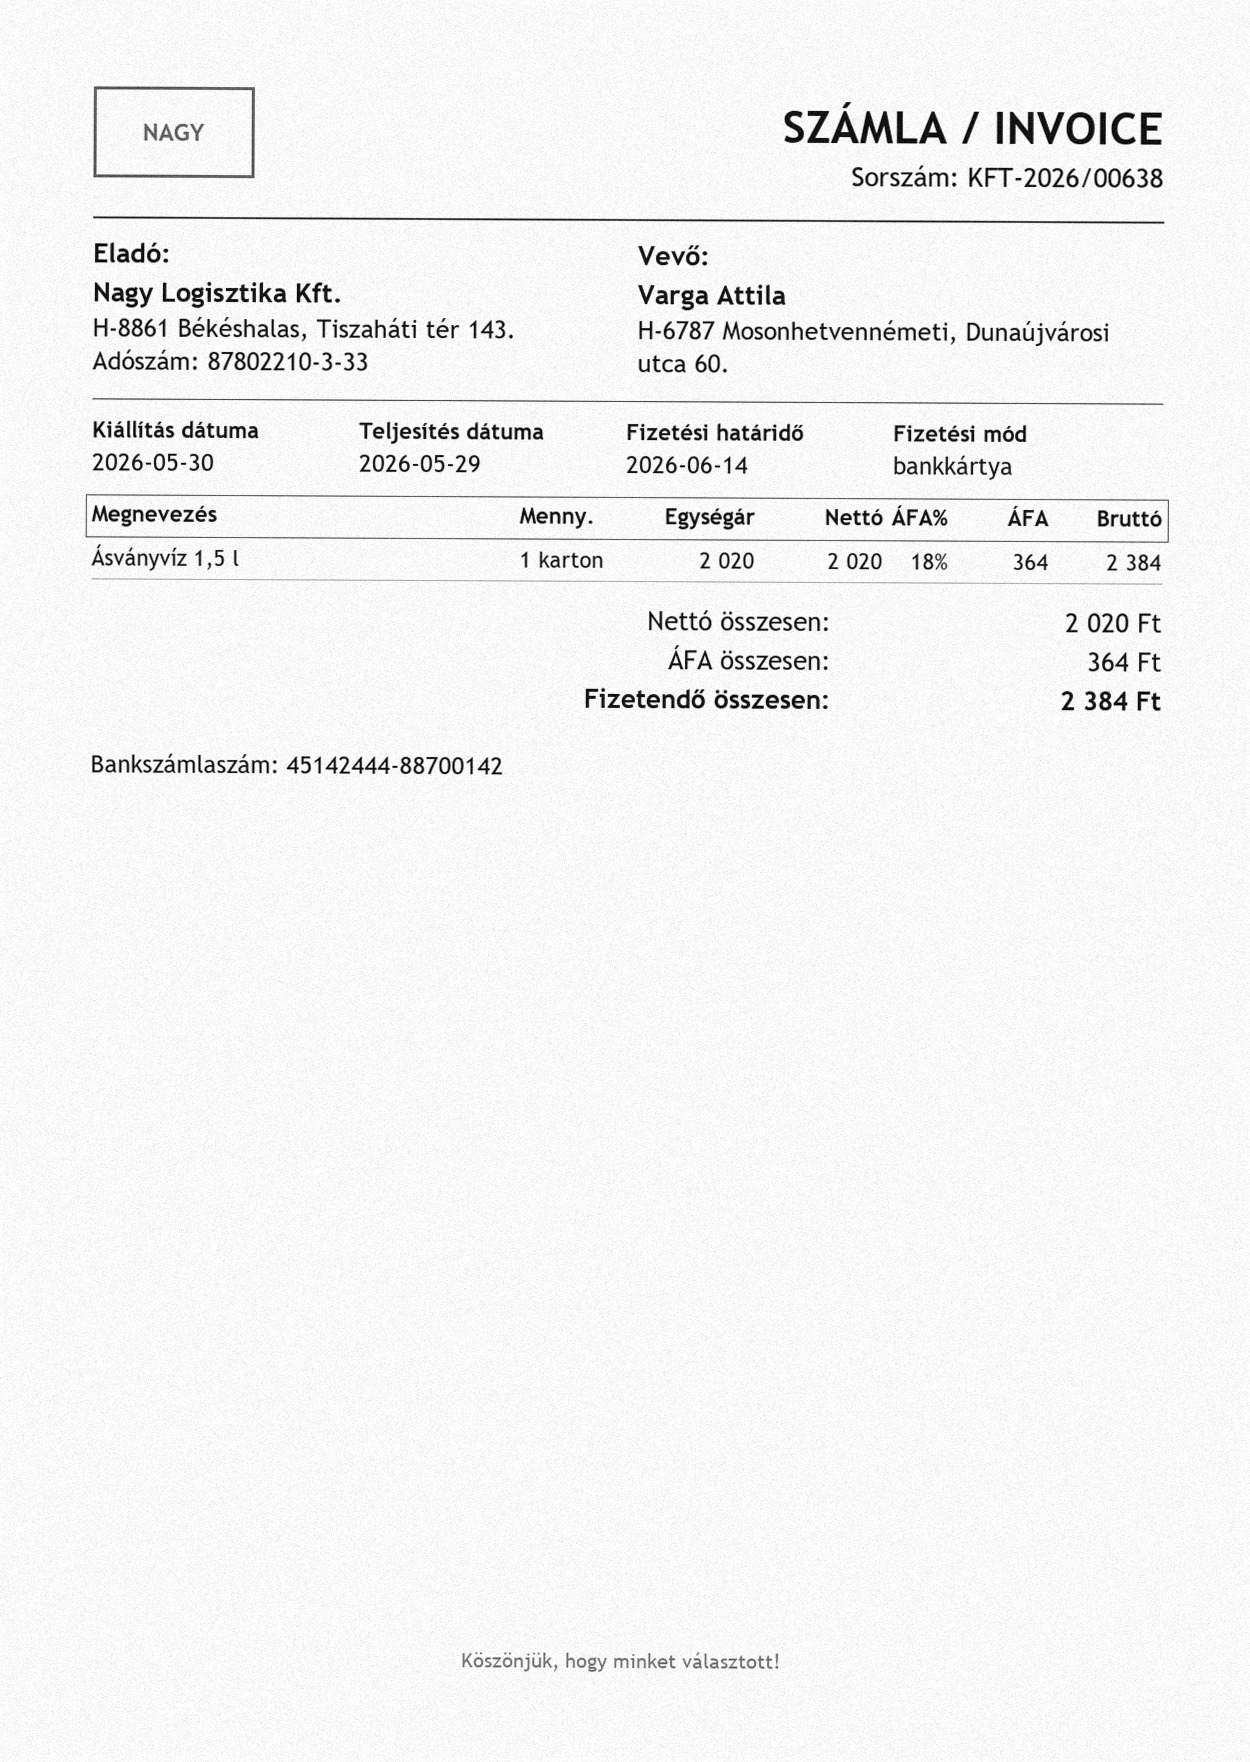 NAGY
SZÁMLA / INVOICE
Sorszám: KFT-2026/00638
Eladó:
Nagy Logisztika Kft.
H-8861 Békéshalas, Tiszaháti tér 143.
Adószám: 87802210-3-33
Vevő:
Varga Attila
H-6787 Mosonhetvennémeti, Dunaújvárosi
utca 60.
Kiállítás dátuma Teljesítés dátuma Fizetési határidő Fizetési mód
2026-05-30 2026-05-29 2026-06-14 bankkártya
Megnevezés Menny. Egységár Nettó ÁFA% ÁFA Bruttó
Ásványvíz 1,5 l 1 karton 2 020 2 020 18% 364 2 384
Nettó összesen: 2 020 Ft
ÁFA összesen: 364 Ft
Fizetendő összesen: 2 384 Ft
Bankszámlaszám: 45142444-88700142
Köszönjük, hogy minket választott!